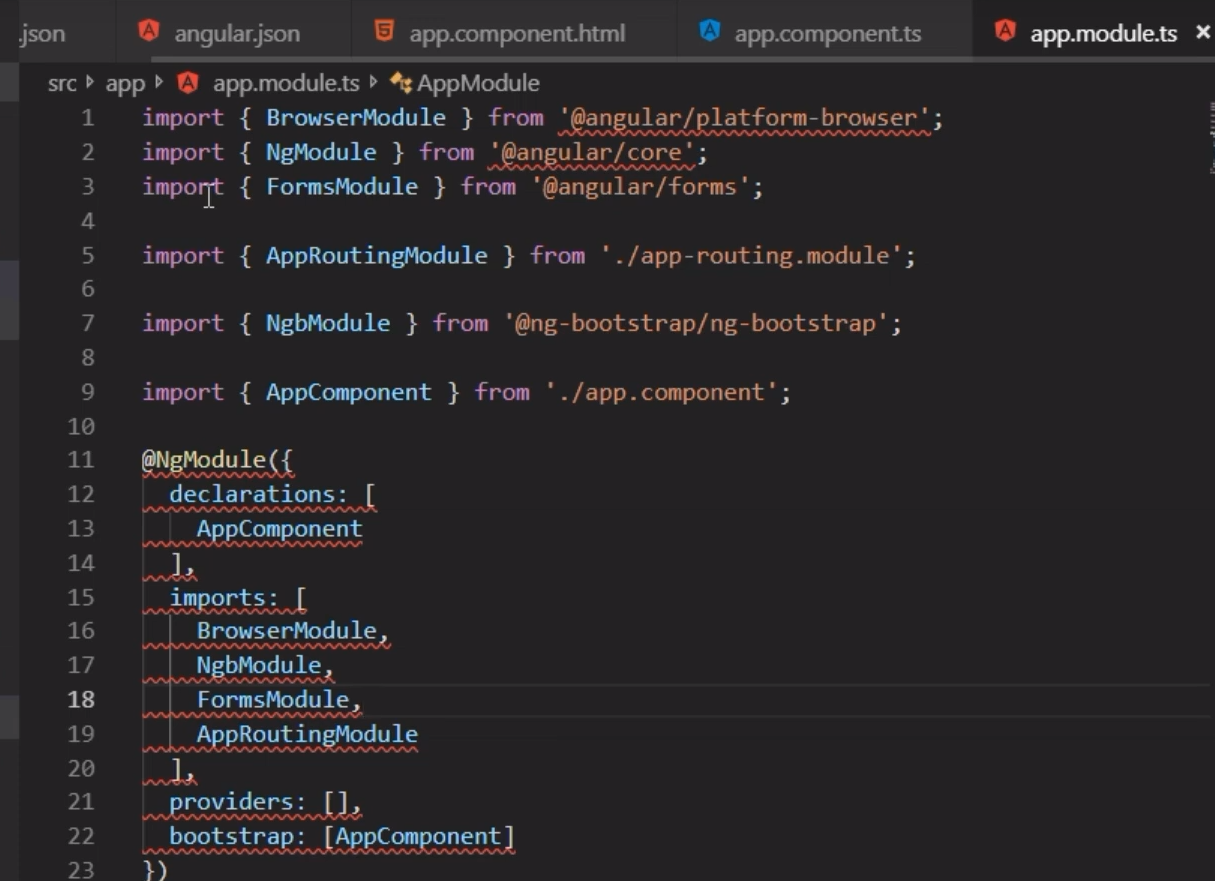 .json angular.json app.component.html app.component.ts app.module.ts
src app app.module.ts AppModule
1 import { BrowserModule } from '@angular/platform-browser';
2 import { NgModule } from '@angular/core';
3 import { FormsModule } from '@angular/forms';
4
5 import { AppRoutingModule } from './app-routing.module';
6
7 import { NgbModule } from '@ng-bootstrap/ng-bootstrap';
8
9 import { AppComponent } from './app.component';
10
11 @NgModule({
12 declarations: [
13 AppComponent
14 ],
15 imports: [
16 BrowserModule,
17 NgbModule,
18 FormsModule,
19 AppRoutingModule
20 ],
21 providers: [],
22 bootstrap: [AppComponent]
23 })